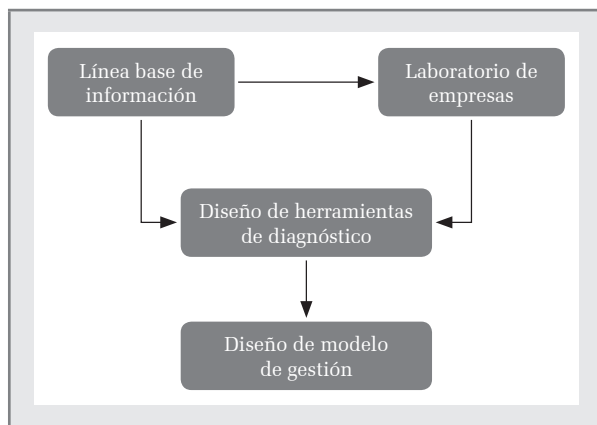 Línea base de
información
Laboratorio de
empresas
Diseño de herramientas
de diagnóstico
Diseño de modelo
de gestión